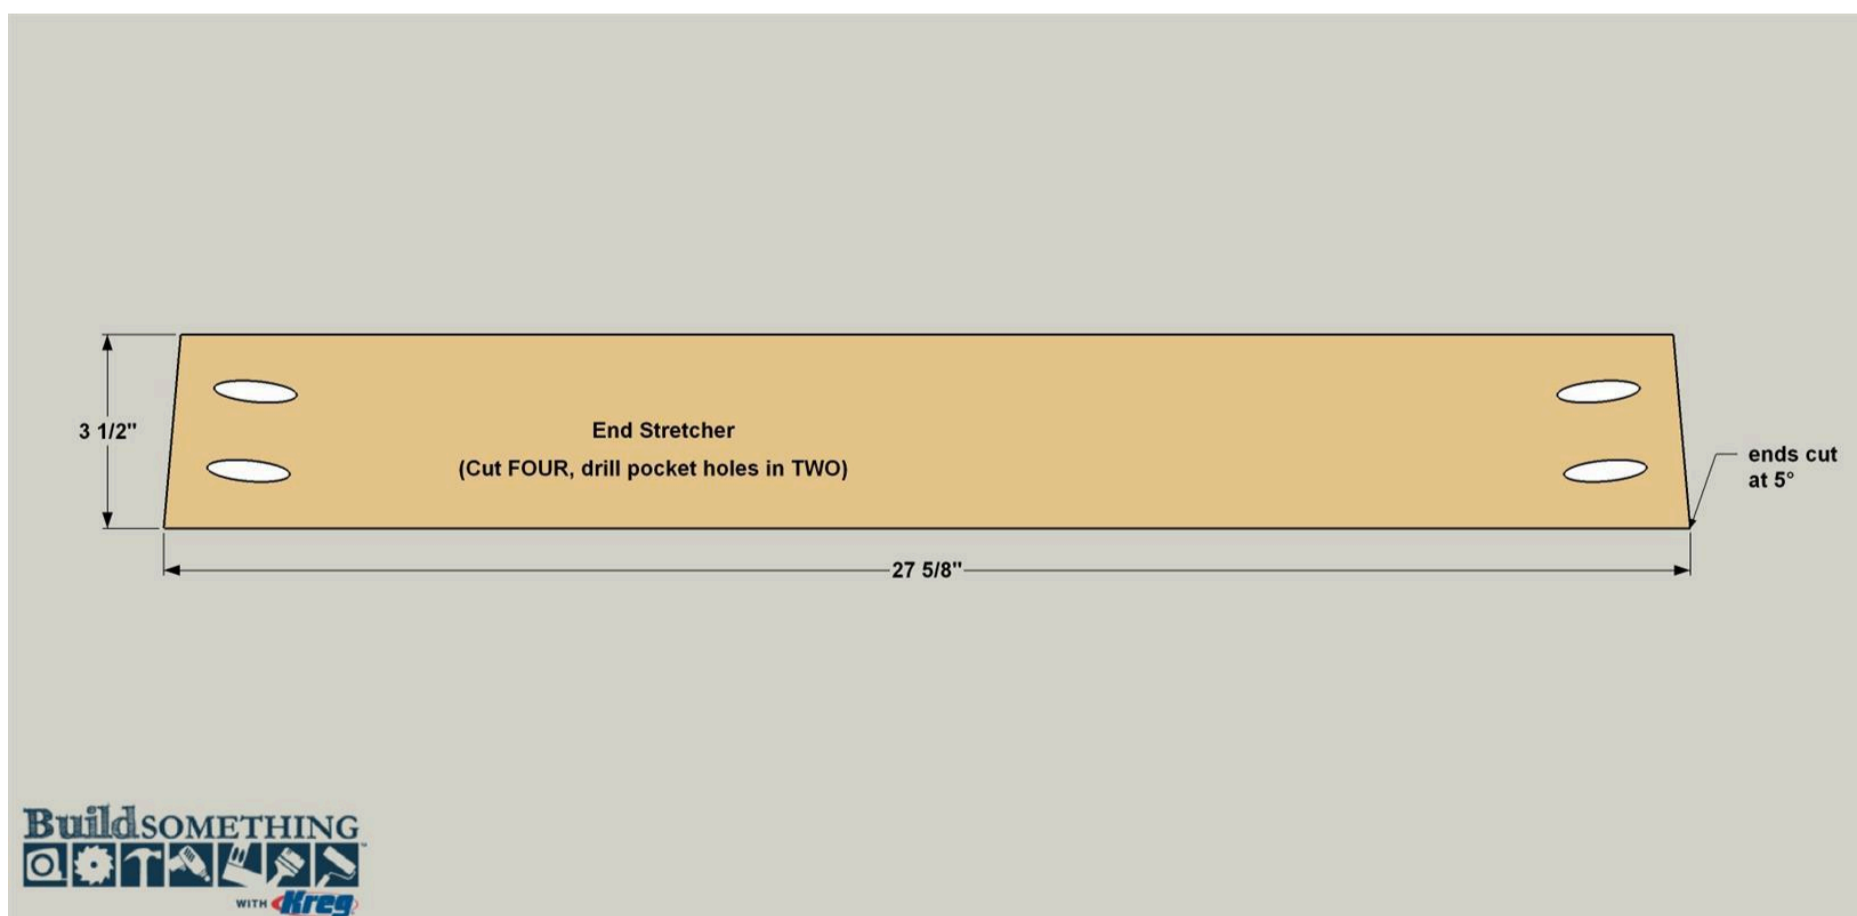 3 1/2"
End Stretcher
(Cut FOUR, drill pocket holes in TWO)
ends cut
at 5°
27 5/8"
BuildSOMETHING
WITH Kreg